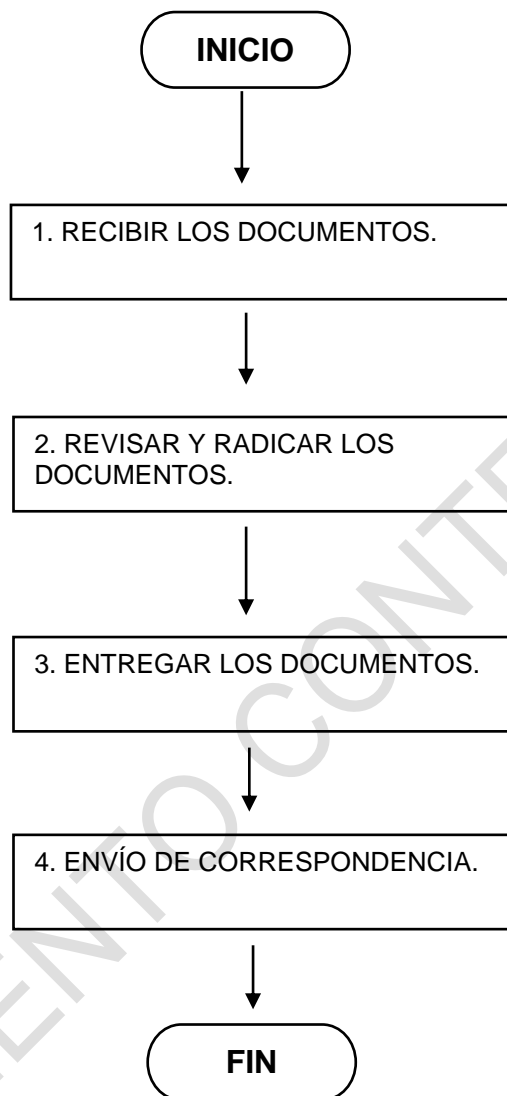 INICIO
1. RECIBIR LOS DOCUMENTOS.
2. REVISAR Y RADICAR LOS
DOCUMENTOS.
3. ENTREGAR LOS DOCUMENTOS.
4. ENVÍO DE CORRESPONDENCIA.
FIN